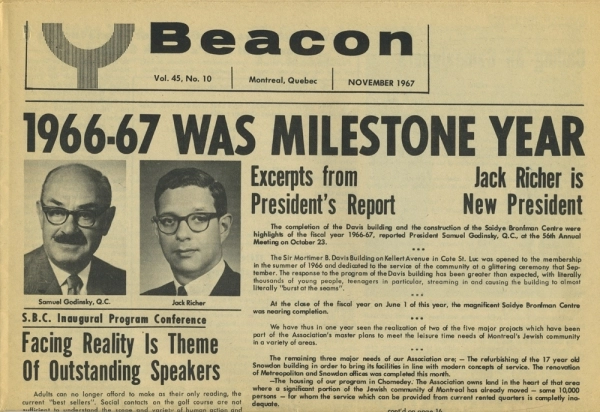 Beacon
Vol. 45, No. 10
Montreal, Quebec
NOVEMBER 1967
1966-67 WAS MILESTONE YEAR
Samuel Godinsky, Q.C.
Jack Richer
S.B.C. Inaugural Program Conference
Facing Reality Is Theme
Of Outstanding Speakers
Adults can no longer afford to make as their only reading, the
current "best sellers". Social contacts on the golf course are not
sufficient to understand the scope and variety of human action and
Excerpts from
President's Report
Jack Richer is
New President
The completion of the Davis building and the construction of the Saidye Bronfman Centre were
highlights of the fiscal year 1966-67, reported President Samuel Godinsky, Q.C., at the 56th Annual
Meeting on October 23.
***
The Sir Mortimer B. Davis Building on Kellert Avenue in Cote St. Luc was opened to the membership
in the summer of 1966 and dedicated to the service of the community at a glittering ceremony that Sep-
tember. The response to the program of the Davis building has been greater than expected, with literally
thousands of young people, teenagers in particular, streaming in and causing the building to almost
literally "burst at the seams".
***
At the close of the fiscal year on June 1 of this year, the magnificent Saidye Bronfman Centre
was nearing completion.
***
We have thus in one year seen the realization of two of the five major projects which have been
part of the Association's master plans to meet the leisure time needs of Montreal's Jewish community
in a variety of areas.
***
The remaining three major needs of our Association are; – The refurbishing of the 17 year old
Snowdon building in order to bring its facilities in line with modern concepts of service. The renovation
of Metropolitan and Snowdon offices was completed this month.
–The housing of our program in Chomedey. The Association owns land in the heart of that area
where a significant portion of the Jewish community of Montreal has already moved – some 10,000
persons – for whom the service which can be provided from current rented quarters is completly ina-
dequate.
cont'd on page 16